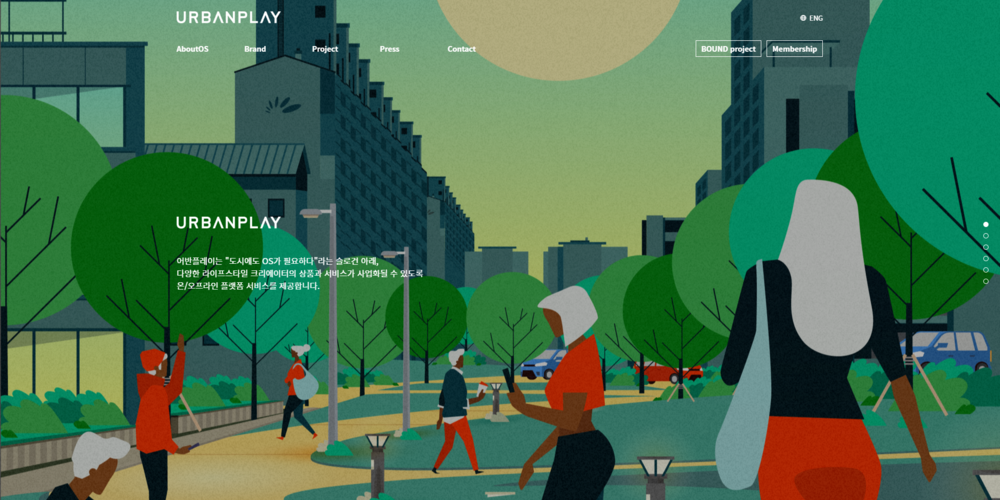 URBANPLAY
ENG
AboutOS Brand Project Press Contact
BOUND project Membership
URBANPLAY
어반플레이는 "도시에도 OS가 필요하다"라는 슬로건 아래,
다양한 라이프스타일 크리에이터의 상품과 서비스가 사업화될 수 있도록
온/오프라인 플랫폼 서비스를 제공합니다.